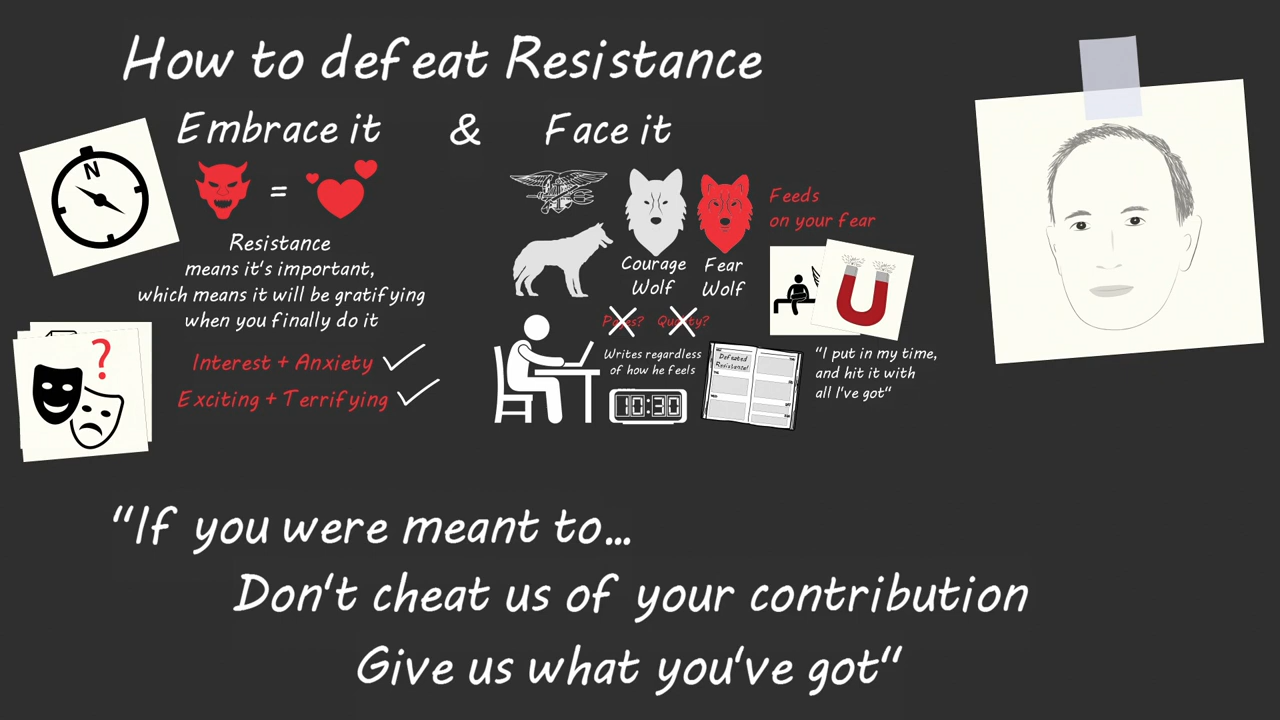 How to defeat Resistance
Embrace it & Face it
N
=
Resistance
means it's important,
which means it will be gratifying
when you finally do it
Interest + Anxiety
Exciting + Terrifying
?
Feeds
on your fear
Courage
Wolf
Fear
Wolf
Quality?
Writes regardless
of how he feels
10:30
Defeated
Resistance!
"I put in my time,
and hit it with
all I've got"
"If you were meant to...
Don't cheat us of your contribution
Give us what you've got"